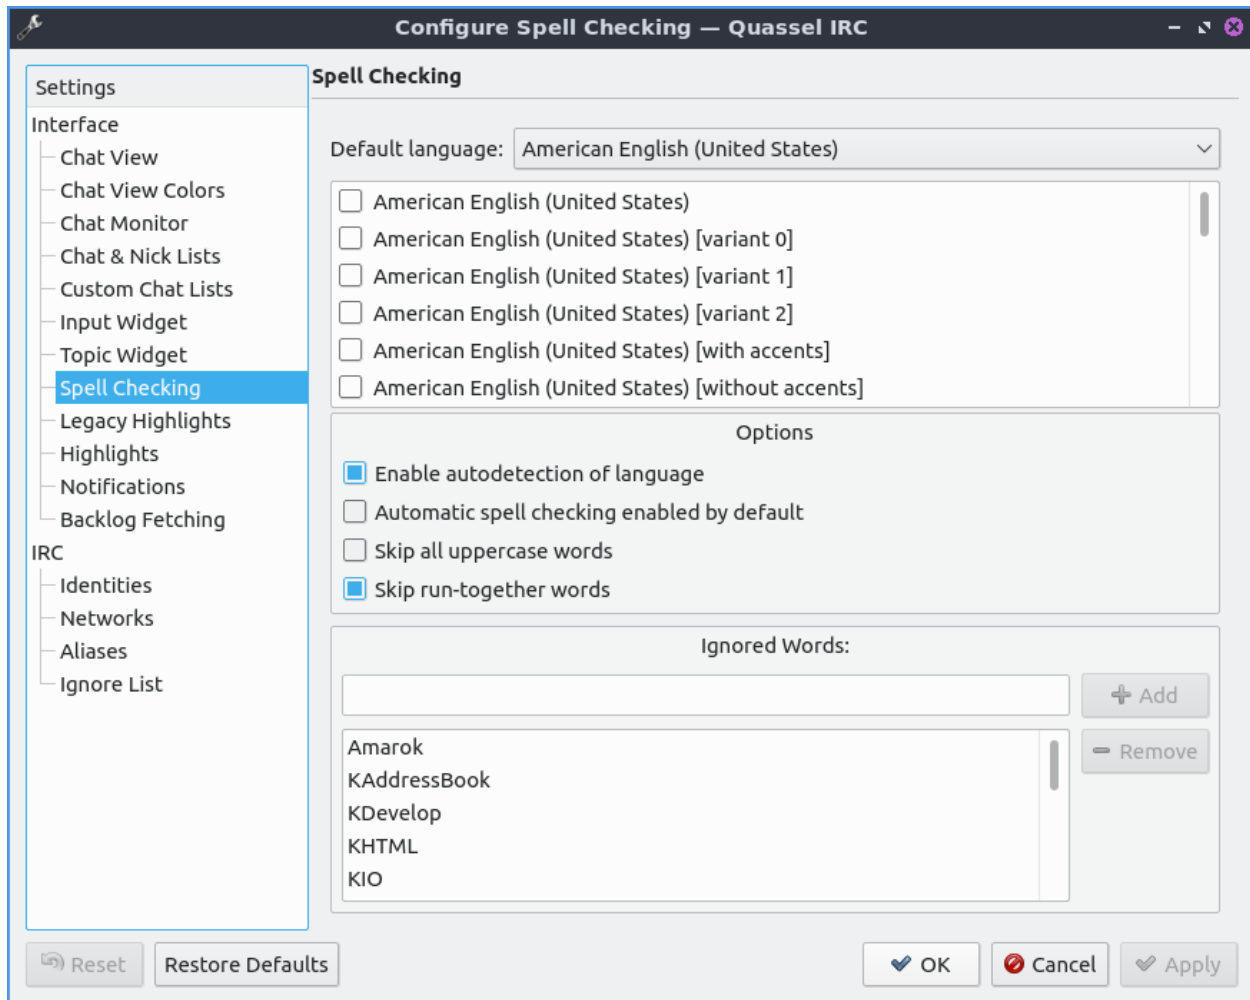 Configure Spell Checking — Quassel IRC
Settings
Interface
Chat View
Chat View Colors
Chat Monitor
Chat & Nick Lists
Custom Chat Lists
Input Widget
Topic Widget
Spell Checking
Legacy Highlights
Highlights
Notifications
Backlog Fetching
IRC
Identities
Networks
Aliases
Ignore List
Spell Checking
Default language: American English (United States)
American English (United States)
American English (United States) [variant 0]
American English (United States) [variant 1]
American English (United States) [variant 2]
American English (United States) [with accents]
American English (United States) [without accents]
Options
Enable autodetection of language
Automatic spell checking enabled by default
Skip all uppercase words
Skip run-together words
Ignored Words:
Add
Amarok
KAddressBook
KDevelop
KHTML
KIO
Remove
Reset
Restore Defaults
OK
Cancel
Apply